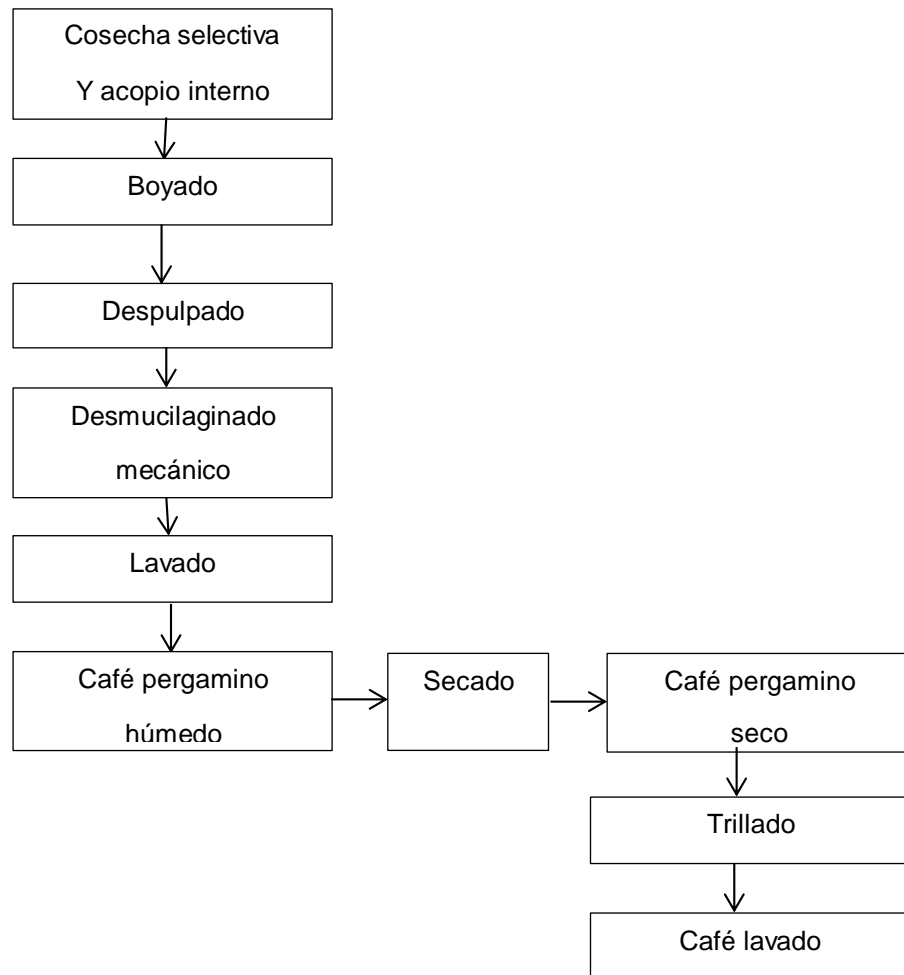 Cosecha selectiva
Y acopio interno
Boyado
Despulpado
Desmucilaginado
mecánico
Lavado
Café pergamino
húmedo
Secado
Café pergamino
seco
Trillado
Café lavado